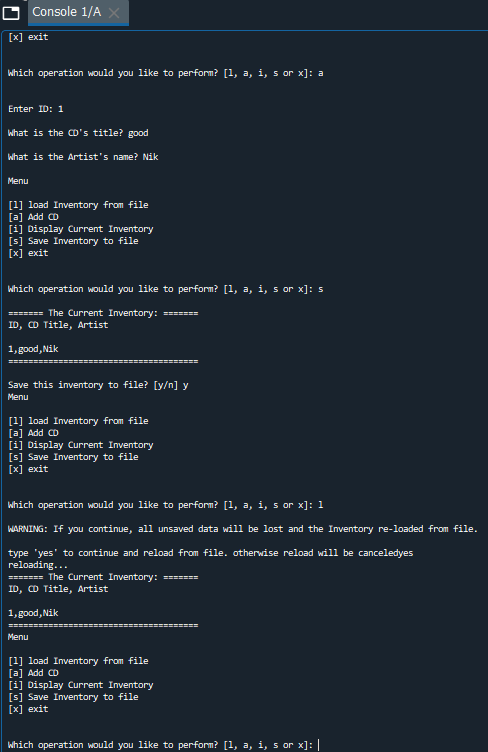 Console 1/A
[x] exit
Which operation would you like to perform? [l, a, i, s or x]: a
Enter ID: 1
What is the CD's title? good
What is the Artist's name? Nik
Menu
[l] load Inventory from file
[a] Add CD
[i] Display Current Inventory
[s] Save Inventory to file
[x] exit
Which operation would you like to perform? [l, a, i, s or x]: s
======= The Current Inventory: =======
ID, CD Title, Artist
1,good,Nik
======================================
Save this inventory to file? [y/n] y
Menu
[l] load Inventory from file
[a] Add CD
[i] Display Current Inventory
[s] Save Inventory to file
[x] exit
Which operation would you like to perform? [l, a, i, s or x]: l
WARNING: If you continue, all unsaved data will be lost and the Inventory re-loaded from file.
type 'yes' to continue and reload from file. otherwise reload will be canceledyes
reloading...
======= The Current Inventory: =======
ID, CD Title, Artist
1,good,Nik
======================================
Menu
[l] load Inventory from file
[a] Add CD
[i] Display Current Inventory
[s] Save Inventory to file
[x] exit
Which operation would you like to perform? [l, a, i, s or x]: